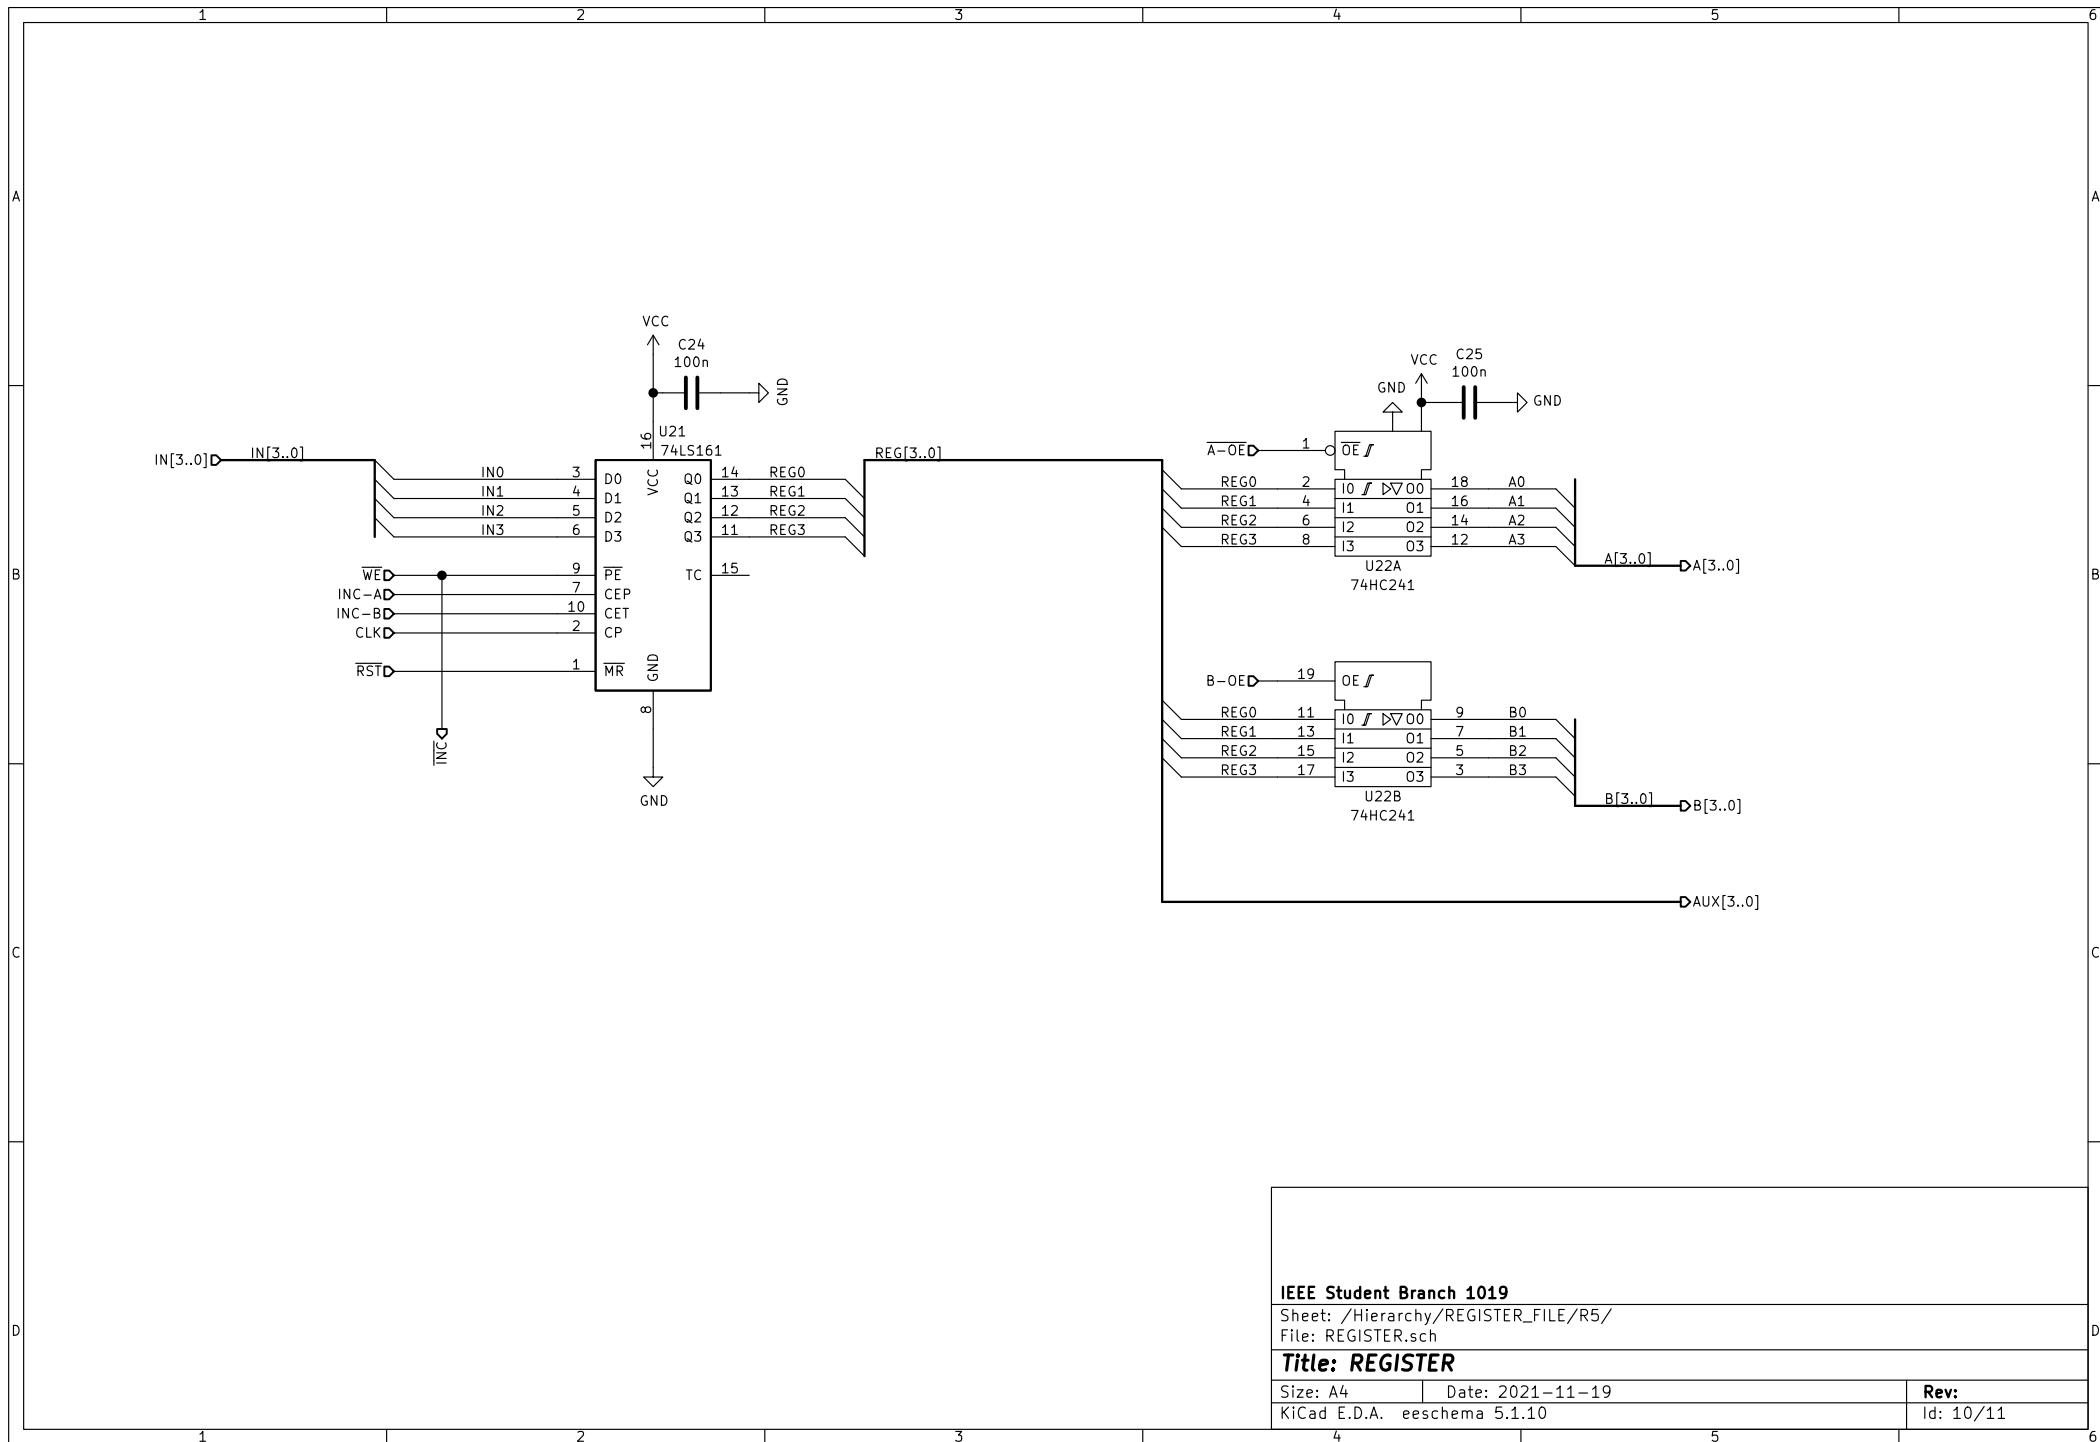 1 2 3 4 5 6
A A
VCC
C24
100n
GND
U21
74LS161
16
VCC
IN[3..0] IN[3..0]
IN0 3 D0 Q0 14 REG0
IN1 4 D1 Q1 13 REG1
IN2 5 D2 Q2 12 REG2
IN3 6 D3 Q3 11 REG3
WE 9 PE TC 15
INC-A 7 CEP
INC-B 10 CET
CLK 2 CP
RST 1 MR
GND
8
INC
GND
REG[3..0]
VCC
C25
100n
GND
GND
A-OE 1 OE
REG0 2 I0 O0 18 A0
REG1 4 I1 O1 16 A1
REG2 6 I2 O2 14 A2
REG3 8 I3 O3 12 A3
U22A
74HC241
A[3..0] A[3..0]
B B
B-OE 19 OE
REG0 11 I0 O0 9 B0
REG1 13 I1 O1 7 B1
REG2 15 I2 O2 5 B2
REG3 17 I3 O3 3 B3
U22B
74HC241
B[3..0] B[3..0]
AUX[3..0]
C C
D D
IEEE Student Branch 1019
Sheet: /Hierarchy/REGISTER_FILE/R5/
File: REGISTER.sch
Title: REGISTER
Size: A4 Date: 2021-11-19 Rev:
KiCad E.D.A. eeschema 5.1.10 Id: 10/11
1 2 3 4 5 6